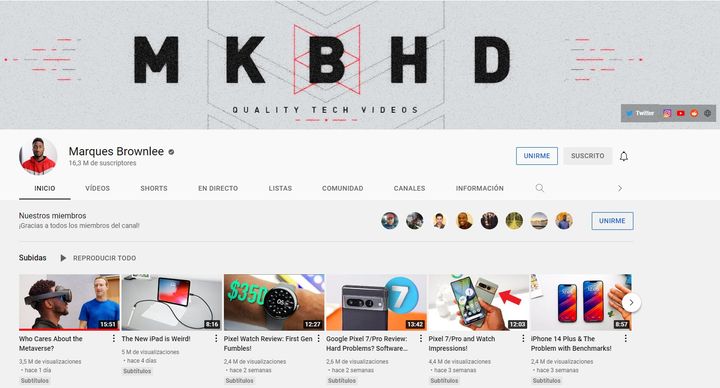 MKBHD
QUALITY TECH VIDEOS
Twitter
Marques Brownlee
16,3 M de suscriptores
UNIRME
SUSCRITO
INICIO VÍDEOS SHORTS EN DIRECTO LISTAS COMUNIDAD CANALES INFORMACIÓN
Nuestros miembros
¡Gracias a todos los miembros del canal!
UNIRME
Subidas REPRODUCIR TODO
15:51
8:16
$350
12:27
7
13:42
12:03
8:57
Who Cares About the
Metaverse?
3,5 M de visualizaciones
• hace 1 día
Subtítulos
The New iPad is Weird!
5 M de visualizaciones
• hace 4 días
Subtítulos
Pixel Watch Review: First Gen
Fumbles!
4,4 M de visualizaciones
• hace 2 semanas
Subtítulos
Google Pixel 7/Pro Review:
Hard Problems? Software...
4,4 M de visualizaciones
• hace 2 semanas
Subtítulos
Pixel 7/Pro and Watch
Impressions!
4,2 M de visualizaciones
• hace 3 semanas
Subtítulos
iPhone 14 Plus & The
Problem with Benchmarks!
2,6 M de visualizaciones
• hace 3 semanas
Subtítulos